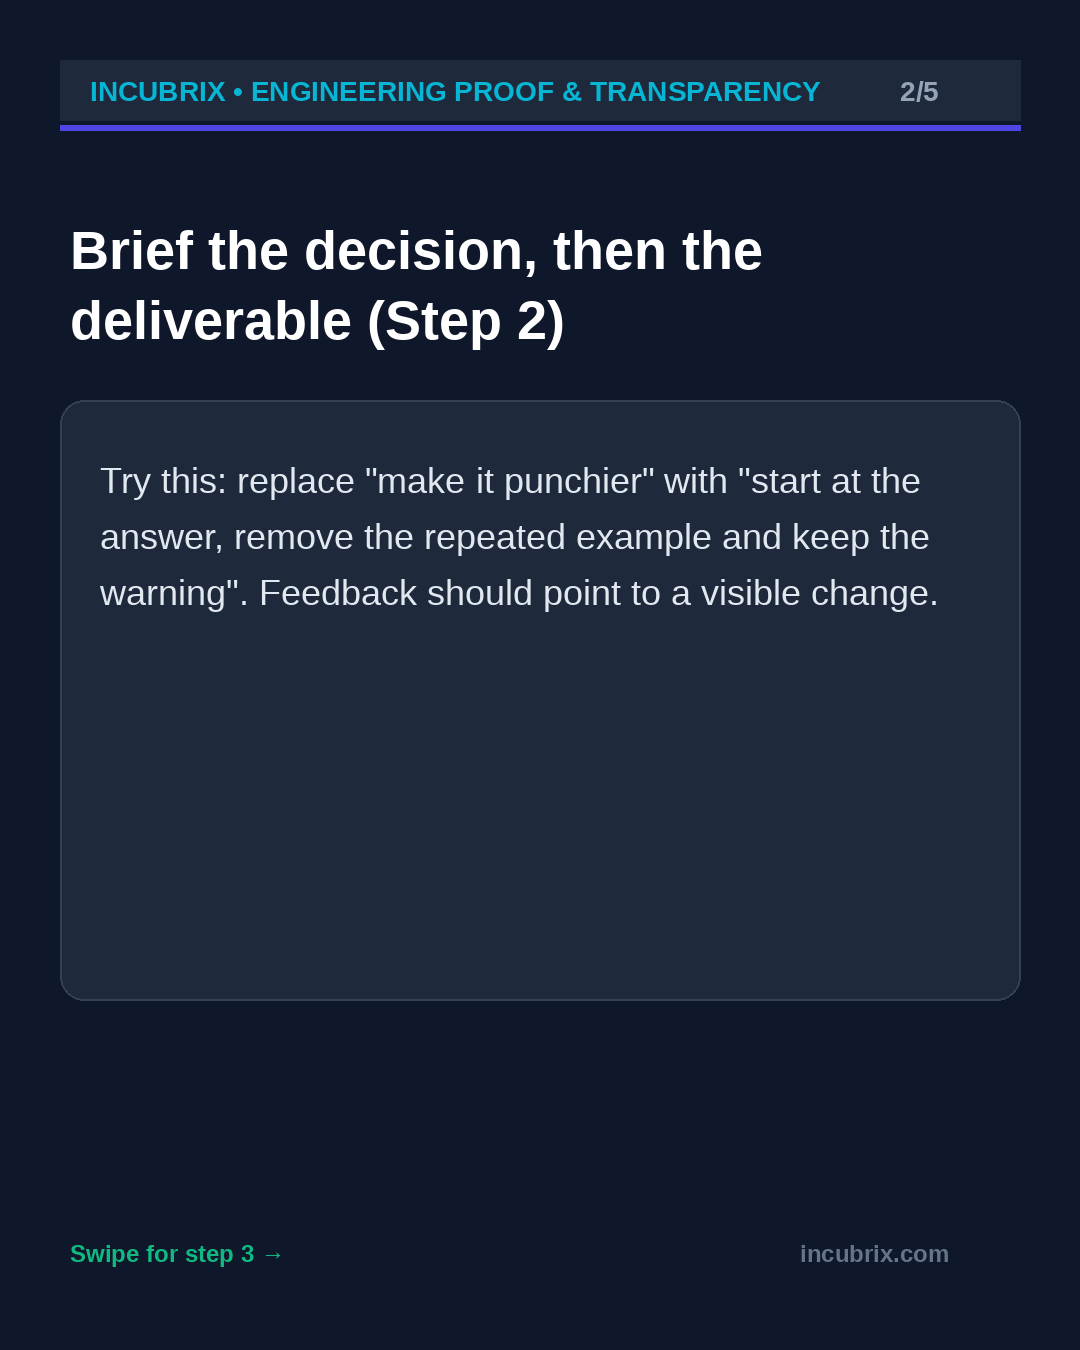 INCUBRIX • ENGINEERING PROOF & TRANSPARENCY 2/5
Brief the decision, then the
deliverable (Step 2)
Try this: replace "make it punchier" with "start at the
answer, remove the repeated example and keep the
warning". Feedback should point to a visible change.
Swipe for step 3 → incubrix.com